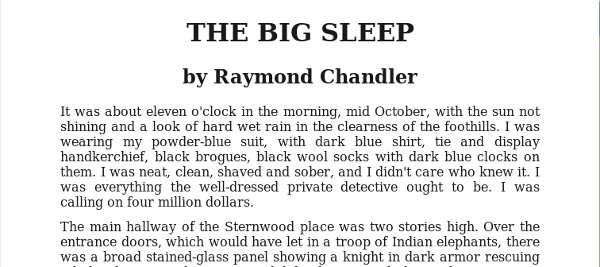 THE BIG SLEEP
by Raymond Chandler
It was about eleven o'clock in the morning, mid October, with the sun not
shining and a look of hard wet rain in the clearness of the foothills. I was
wearing my powder-blue suit, with dark blue shirt, tie and display
handkerchief, black brogues, black wool socks with dark blue clocks on
them. I was neat, clean, shaved and sober, and I didn't care who knew it. I
was everything the well-dressed private detective ought to be. I was
calling on four million dollars.
The main hallway of the Sternwood place was two stories high. Over the
entrance doors, which would have let in a troop of Indian elephants, there
was a broad stained-glass panel showing a knight in dark armor rescuing